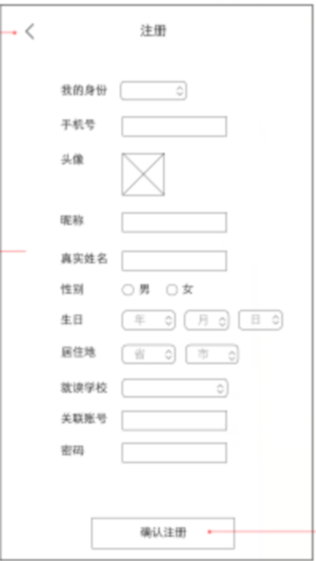 注册
我的身份
手机号
头像
昵称
真实姓名
性别 男 女
生日 年 月 日
居住地 省 市
就读学校
关联账号
密码
确认注册